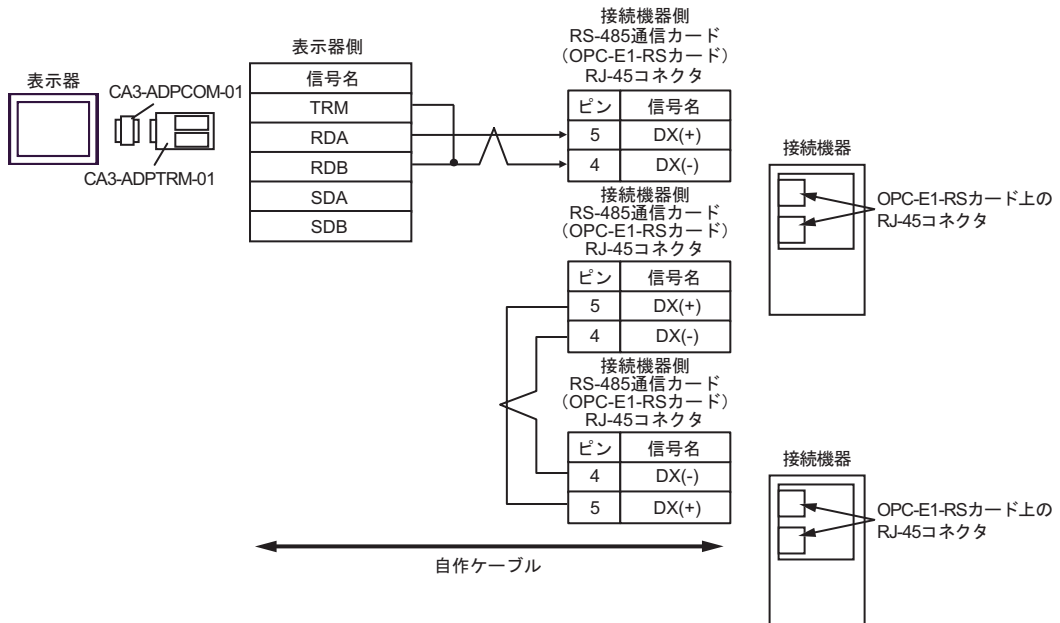 表示器
CA3-ADPCOM-01
CA3-ADPTRM-01
表示器側
信号名
TRM
RDA
RDB
SDA
SDB
接続機器側
RS-485通信カード
（OPC-E1-RSカード）
RJ-45コネクタ
ピン 信号名
5 DX(+)
4 DX(-)
接続機器側
RS-485通信カード
（OPC-E1-RSカード）
RJ-45コネクタ
ピン 信号名
5 DX(+)
4 DX(-)
接続機器側
RS-485通信カード
（OPC-E1-RSカード）
RJ-45コネクタ
ピン 信号名
4 DX(-)
5 DX(+)
接続機器
OPC-E1-RSカード上の
RJ-45コネクタ
接続機器
OPC-E1-RSカード上の
RJ-45コネクタ
自作ケーブル